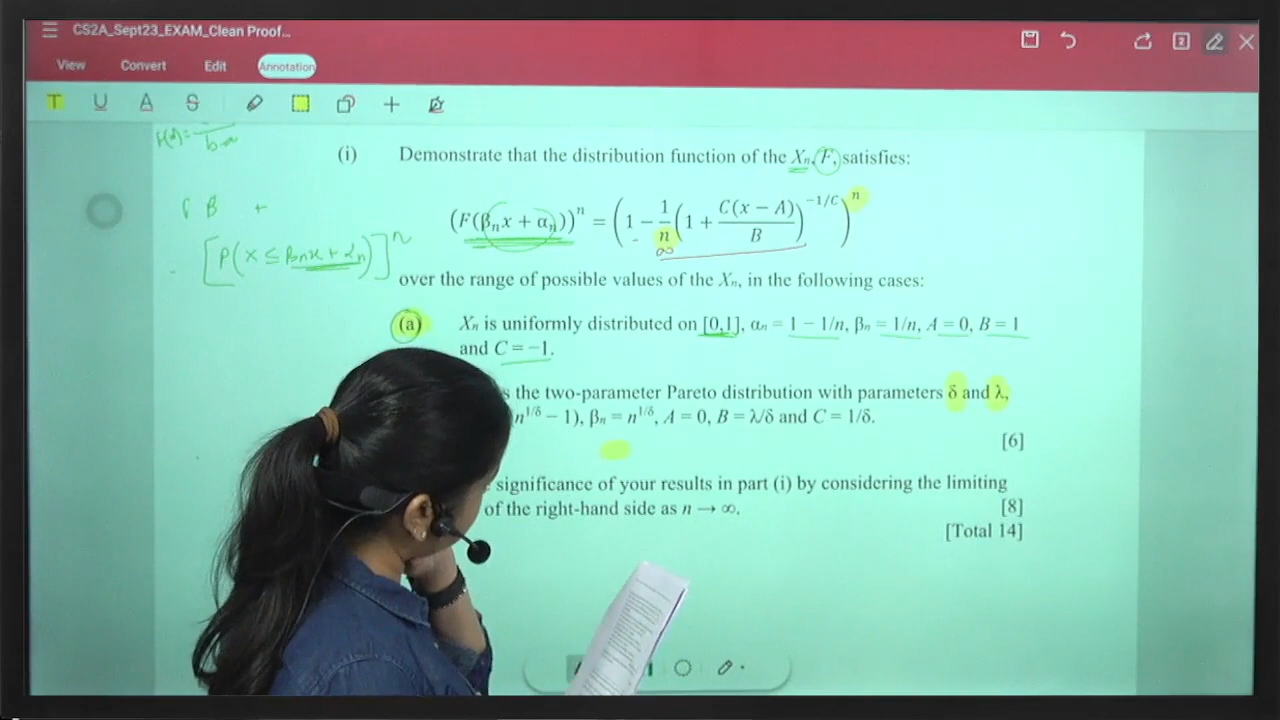 CS2A_Sept23_EXAM_Clean Proof...
View Convert Edit Annotation
(i) Demonstrate that the distribution function of the Xₙ, F, satisfies:
(F(βₙx + αₙ))ⁿ = (1 − 1/n (1 + C(x − A)/B)^(−1/C))ⁿ
∞
[P(X ≤ βₙx + αₙ)]ⁿ
over the range of possible values of the Xₙ, in the following cases:
(a) Xₙ is uniformly distributed on [0,1], αₙ = 1 − 1/n, βₙ = 1/n, A = 0, B = 1
and C = −1.
the two-parameter Pareto distribution with parameters δ and λ,
n^(1/δ) − 1), βₙ = n^(1/δ), A = 0, B = λ/δ and C = 1/δ.
[6]
significance of your results in part (i) by considering the limiting
of the right-hand side as n → ∞. [8]
[Total 14]